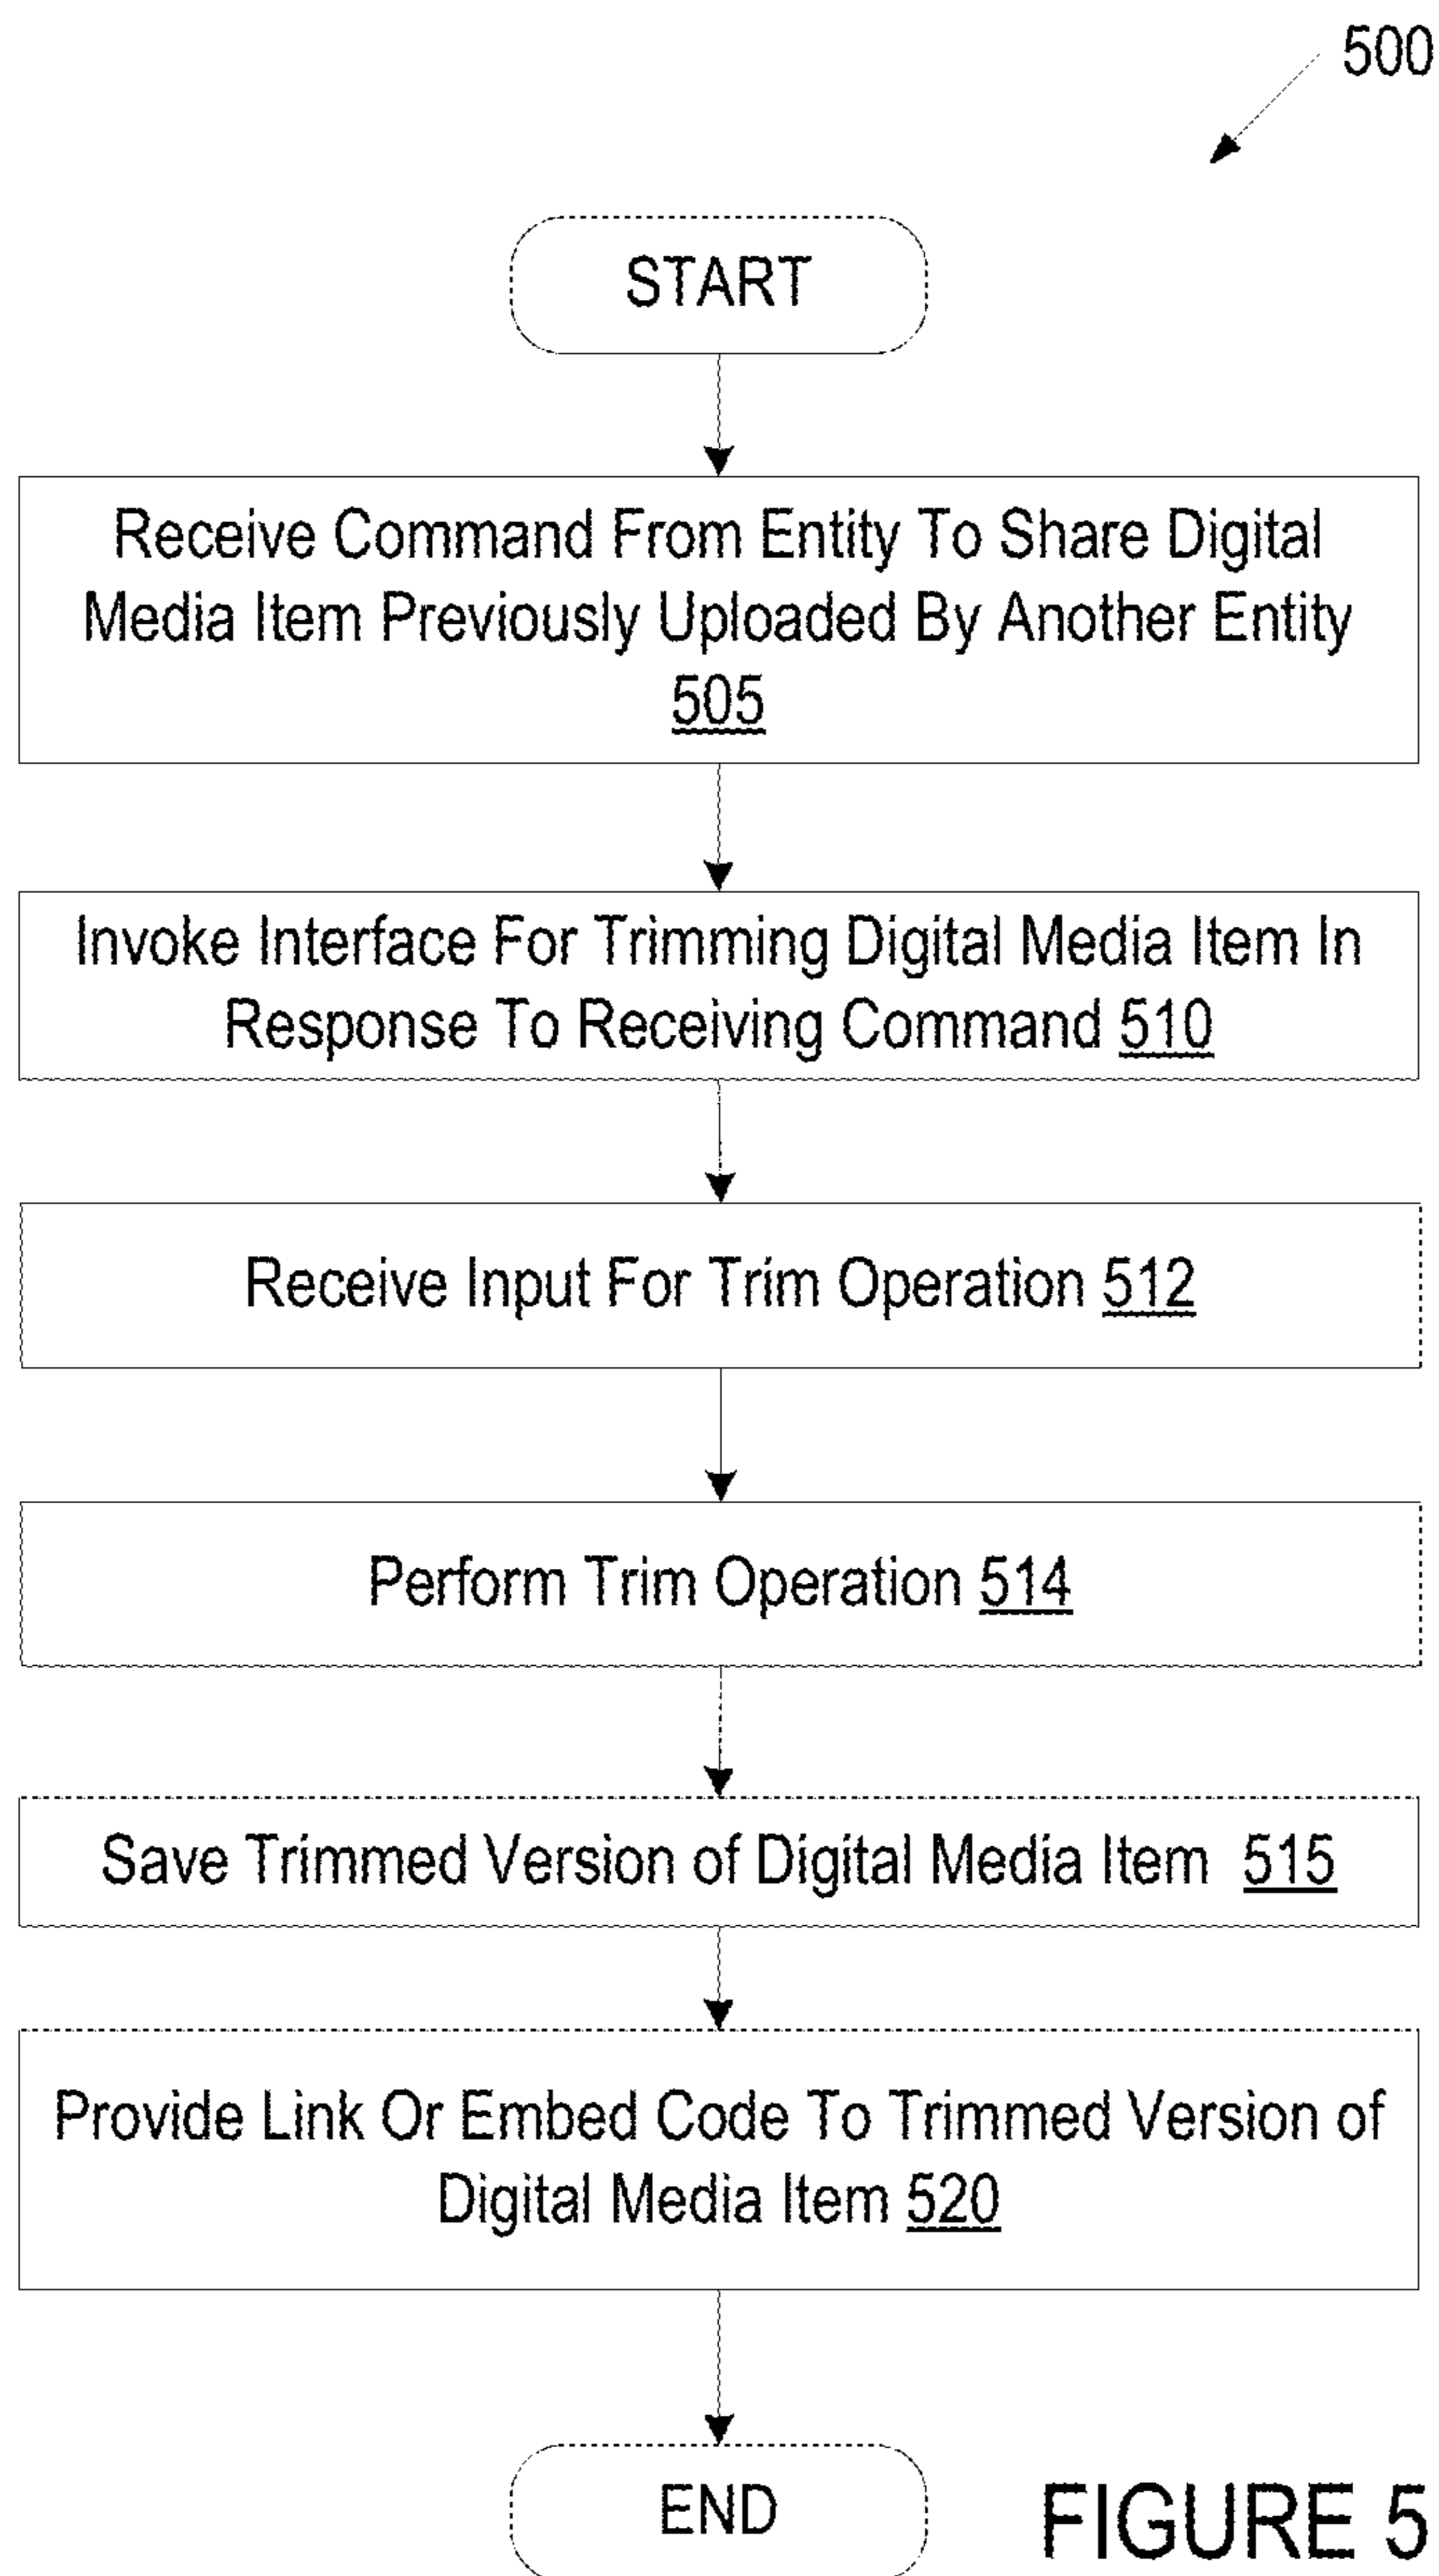 500
START
Receive Command From Entity To Share Digital
Media Item Previously Uploaded By Another Entity
505
Invoke Interface For Trimming Digital Media Item In
Response To Receiving Command 510
Receive Input For Trim Operation 512
Perform Trim Operation 514
Save Trimmed Version of Digital Media Item 515
Provide Link Or Embed Code To Trimmed Version of
Digital Media Item 520
END
FIGURE 5